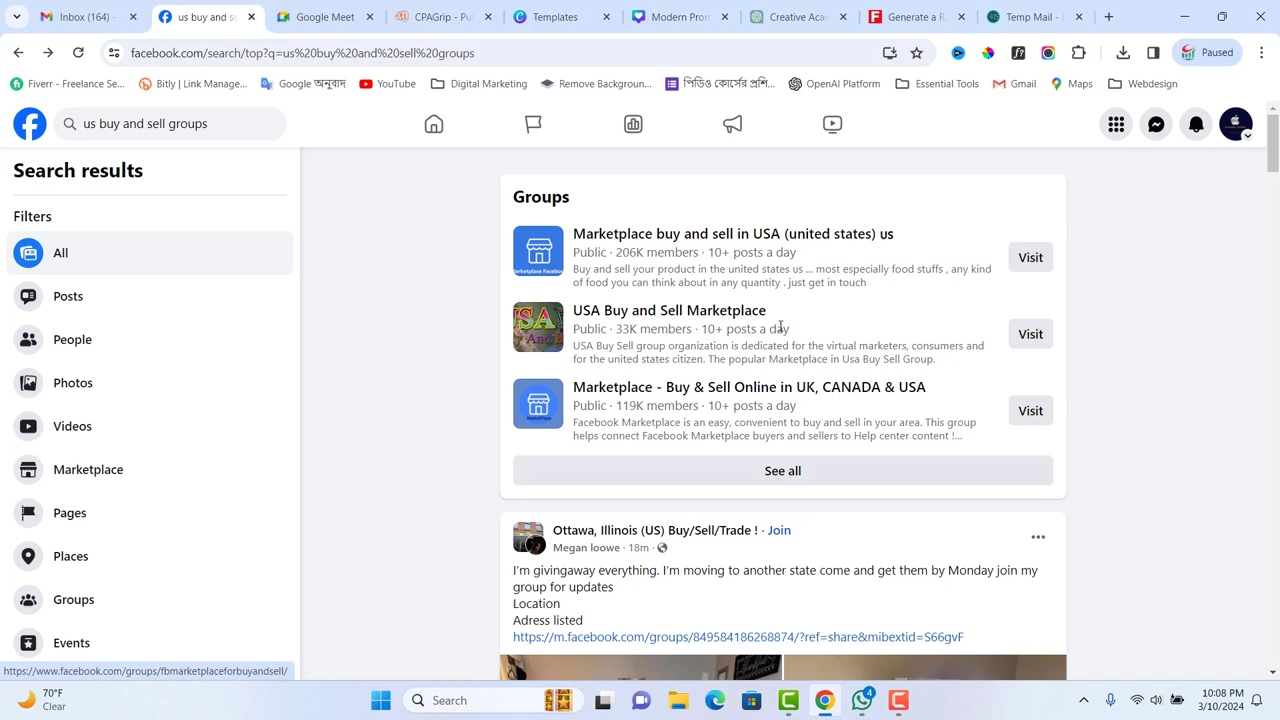 Inbox (164)
us buy and se
Google Meet
CPAGrip - Pu
Templates
Modern Pro
Creative Aca
Generate a R
Temp Mail -
facebook.com/search/top?q=us%20buy%20and%20sell%20groups
Paused
Fiverr - Freelance Se...
Bitly | Link Manage...
Google অনুবাদ
YouTube
Digital Marketing
Remove Background...
পিডিও কোর্সের প্রশি...
OpenAI Platform
Essential Tools
Gmail
Maps
Webdesign
us buy and sell groups
Search results
Filters
All
Posts
People
Photos
Videos
Marketplace
Pages
Places
Groups
Events
Groups
Marketplace buy and sell in USA (united states) us
Public · 206K members · 10+ posts a day
Buy and sell your product in the united states us ... most especially food stuffs , any kind
of food you can think about in any quantity . just get in touch
Visit
USA Buy and Sell Marketplace
Public · 33K members · 10+ posts a day
USA Buy Sell group organization is dedicated for the virtual marketers, consumers and
for the united states citizen. The popular Marketplace in Usa Buy Sell Group.
Visit
Marketplace - Buy & Sell Online in UK, CANADA & USA
Public · 119K members · 10+ posts a day
Facebook Marketplace is an easy, convenient to buy and sell in your area. This group
helps connect Facebook Marketplace buyers and sellers to Help center content !...
Visit
See all
Ottawa, Illinois (US) Buy/Sell/Trade ! · Join
Megan loowe · 18m ·
I'm givingaway everything. I'm moving to another state come and get them by Monday join my
group for updates
Location
Adress listed
https://m.facebook.com/groups/849584186268874/?ref=share&mibextid=S66gvF
https://www.facebook.com/groups/fbmarketplaceforbuyandsell/
70°F
Clear
Search
4
10:08 PM
3/10/2024